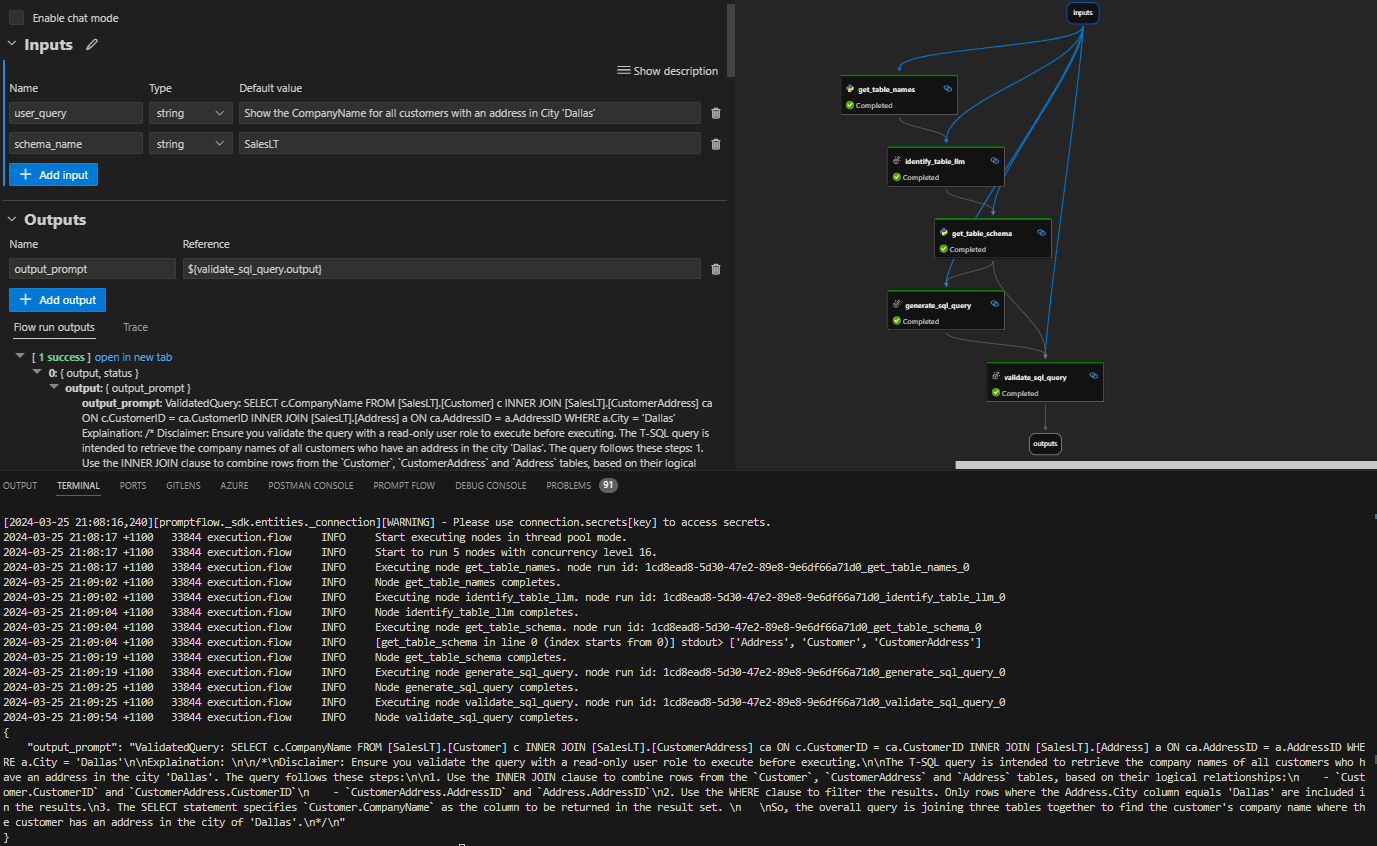 Enable chat mode
Inputs
Show description
Name Type Default value
user_query string Show the CompanyName for all customers with an address in City 'Dallas'
schema_name string SalesLT
Add input
Outputs
Name Reference
output_prompt ${validate_sql_query.output}
Add output
Flow run outputs Trace
[ 1 success ] open in new tab
0: { output, status }
output: { output_prompt }
output_prompt: ValidatedQuery: SELECT c.CompanyName FROM [SalesLT].[Customer] c INNER JOIN [SalesLT].[CustomerAddress] ca
ON c.CustomerID = ca.CustomerID INNER JOIN [SalesLT].[Address] a ON ca.AddressID = a.AddressID WHERE a.City = 'Dallas'
Explaination: /* Disclaimer: Ensure you validate the query with a read-only user role to execute before executing. The T-SQL query is
intended to retrieve the company names of all customers who have an address in the city 'Dallas'. The query follows these steps: 1.
Use the INNER JOIN clause to combine rows from the `Customer`, `CustomerAddress` and `Address` tables, based on their logical
inputs
get_table_names
Completed
identify_table_llm
Completed
get_table_schema
Completed
generate_sql_query
Completed
validate_sql_query
Completed
outputs
OUTPUT TERMINAL PORTS GITLENS AZURE POSTMAN CONSOLE PROMPT FLOW DEBUG CONSOLE PROBLEMS 91
[2024-03-25 21:08:16,240][promptflow._sdk.entities._connection][WARNING] - Please use connection.secrets[key] to access secrets.
2024-03-25 21:08:17 +1100 33844 execution.flow INFO Start executing nodes in thread pool mode.
2024-03-25 21:08:17 +1100 33844 execution.flow INFO Start to run 5 nodes with concurrency level 16.
2024-03-25 21:08:17 +1100 33844 execution.flow INFO Executing node get_table_names. node run id: 1cd8ead8-5d30-47e2-89e8-9e6df66a71d0_get_table_names_0
2024-03-25 21:09:02 +1100 33844 execution.flow INFO Node get_table_names completes.
2024-03-25 21:09:02 +1100 33844 execution.flow INFO Executing node identify_table_llm. node run id: 1cd8ead8-5d30-47e2-89e8-9e6df66a71d0_identify_table_llm_0
2024-03-25 21:09:04 +1100 33844 execution.flow INFO Node identify_table_llm completes.
2024-03-25 21:09:04 +1100 33844 execution.flow INFO Executing node get_table_schema. node run id: 1cd8ead8-5d30-47e2-89e8-9e6df66a71d0_get_table_schema_0
2024-03-25 21:09:04 +1100 33844 execution.flow INFO [get_table_schema in line 0 (index starts from 0)] stdout> ['Address', 'Customer', 'CustomerAddress']
2024-03-25 21:09:19 +1100 33844 execution.flow INFO Node get_table_schema completes.
2024-03-25 21:09:19 +1100 33844 execution.flow INFO Executing node generate_sql_query. node run id: 1cd8ead8-5d30-47e2-89e8-9e6df66a71d0_generate_sql_query_0
2024-03-25 21:09:25 +1100 33844 execution.flow INFO Node generate_sql_query completes.
2024-03-25 21:09:25 +1100 33844 execution.flow INFO Executing node validate_sql_query. node run id: 1cd8ead8-5d30-47e2-89e8-9e6df66a71d0_validate_sql_query_0
2024-03-25 21:09:54 +1100 33844 execution.flow INFO Node validate_sql_query completes.
{
"output_prompt": "ValidatedQuery: SELECT c.CompanyName FROM [SalesLT].[Customer] c INNER JOIN [SalesLT].[CustomerAddress] ca ON c.CustomerID = ca.CustomerID INNER JOIN [SalesLT].[Address] a ON ca.AddressID = a.AddressID WHE
RE a.City = 'Dallas'\n\nExplaination: \n\n/*\nDisclaimer: Ensure you validate the query with a read-only user role to execute before executing.\n\nThe T-SQL query is intended to retrieve the company names of all customers who h
ave an address in the city 'Dallas'. The query follows these steps:\n\n1. Use the INNER JOIN clause to combine rows from the `Customer`, `CustomerAddress` and `Address` tables, based on their logical relationships:\n - `Cust
omer.CustomerID` and `CustomerAddress.CustomerID`\n - `CustomerAddress.AddressID` and `Address.AddressID`\n2. Use the WHERE clause to filter the results. Only rows where the Address.City column equals 'Dallas' are included i
n the results.\n3. The SELECT statement specifies `Customer.CompanyName` as the column to be returned in the result set. \n \nSo, the overall query is joining three tables together to find the customer's company name where th
e customer has an address in the city of 'Dallas'.\n*/\n"
}